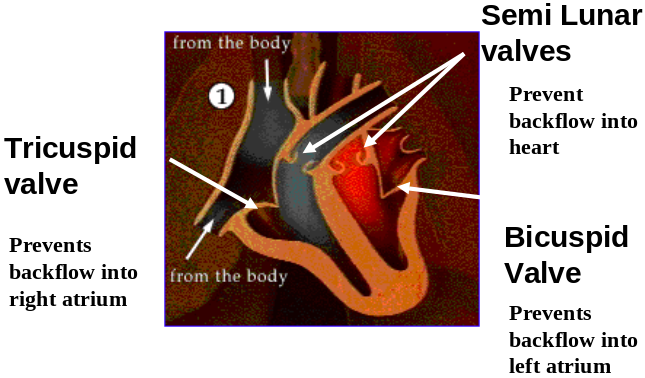 Semi Lunar
valves
from the body
1
Prevent
backflow into
heart
Tricuspid
valve
Prevents
backflow into
right atrium
from the body
Bicuspid
Valve
Prevents
backflow into
left atrium